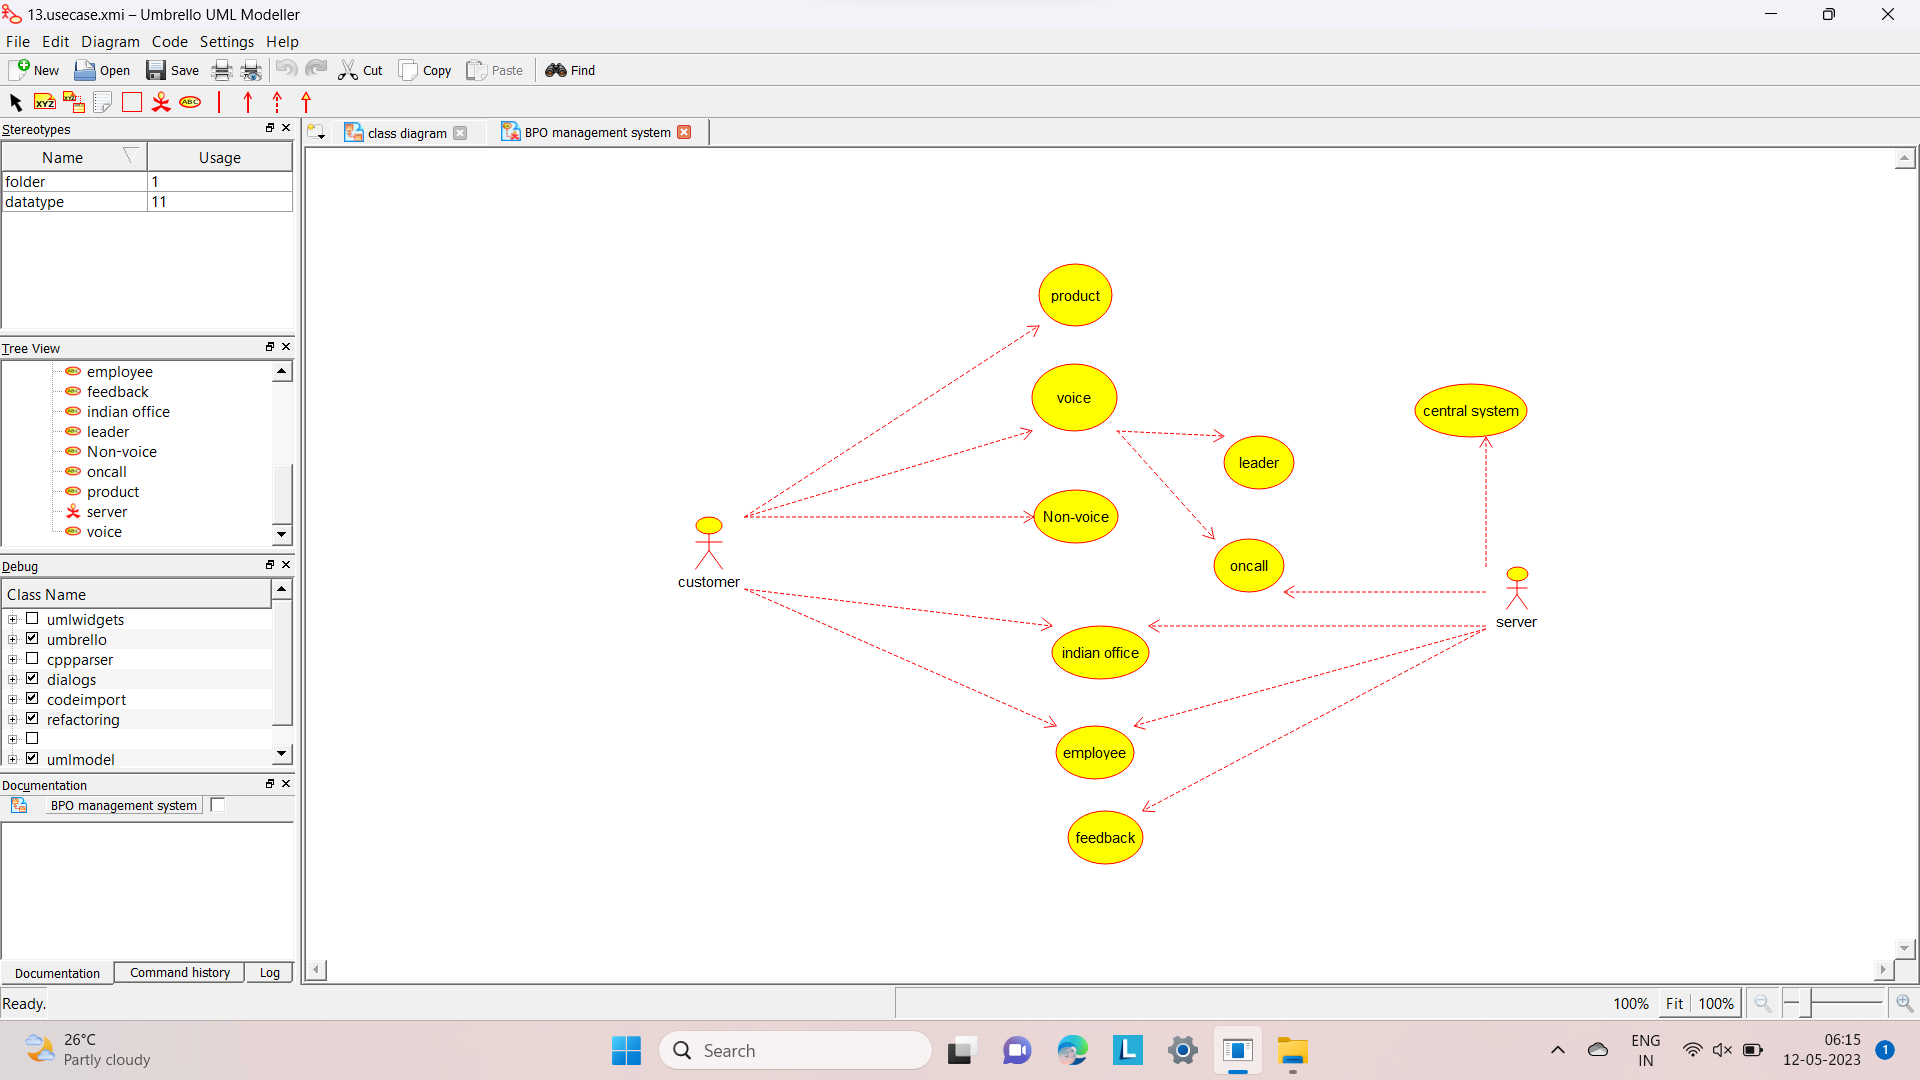 13.usecase.xmi – Umbrello UML Modeller
File Edit Diagram Code Settings Help
New Open Save Cut Copy Paste Find
XYZ XYZ ABC
Stereotypes
Name Usage
folder 1
datatype 11
Tree View
employee
feedback
indian office
leader
Non-voice
oncall
product
server
voice
Debug
Class Name
umlwidgets
umbrello
cppparser
dialogs
codeimport
refactoring
umlmodel
Documentation
BPO management system
Documentation Command history Log
class diagram BPO management system
product
voice
central system
leader
Non-voice
oncall
customer
server
indian office
employee
feedback
Ready.
100% Fit 100%
26°C
Partly cloudy
Search
L
ENG
IN
06:15
12-05-2023
1